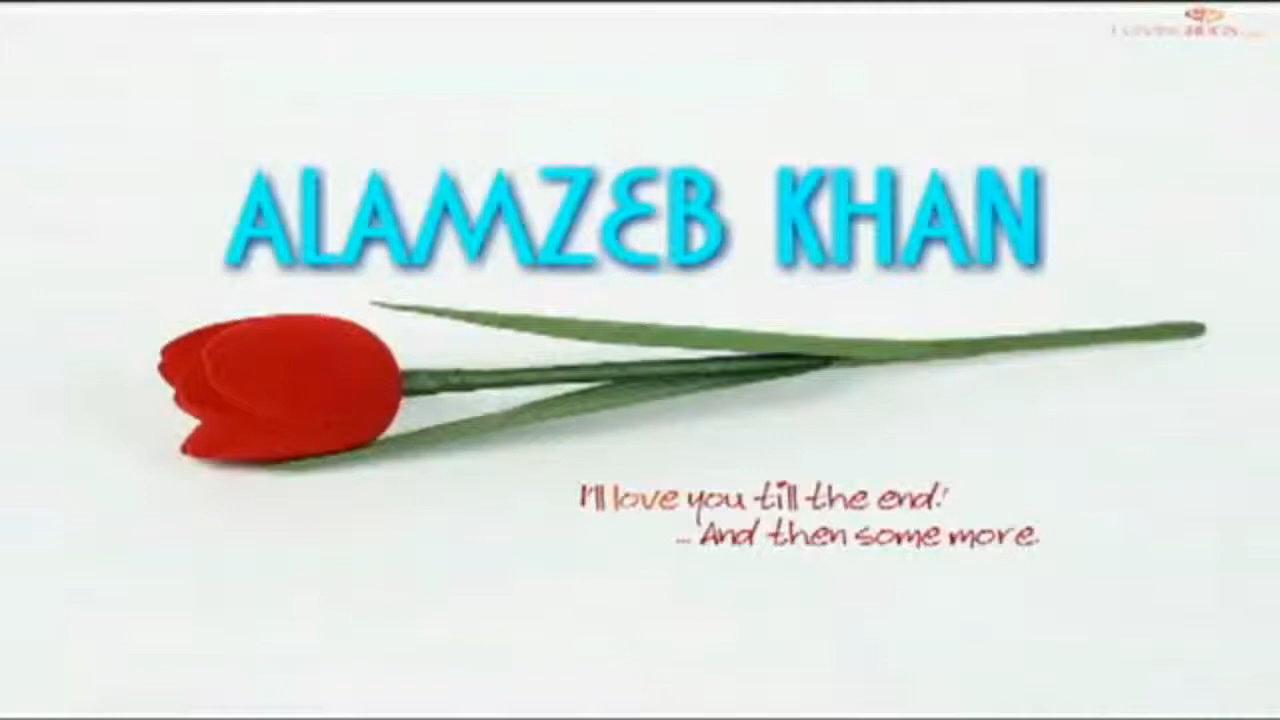 ALAMZEB KHAN
I'll love you till the end!
... And then some more.